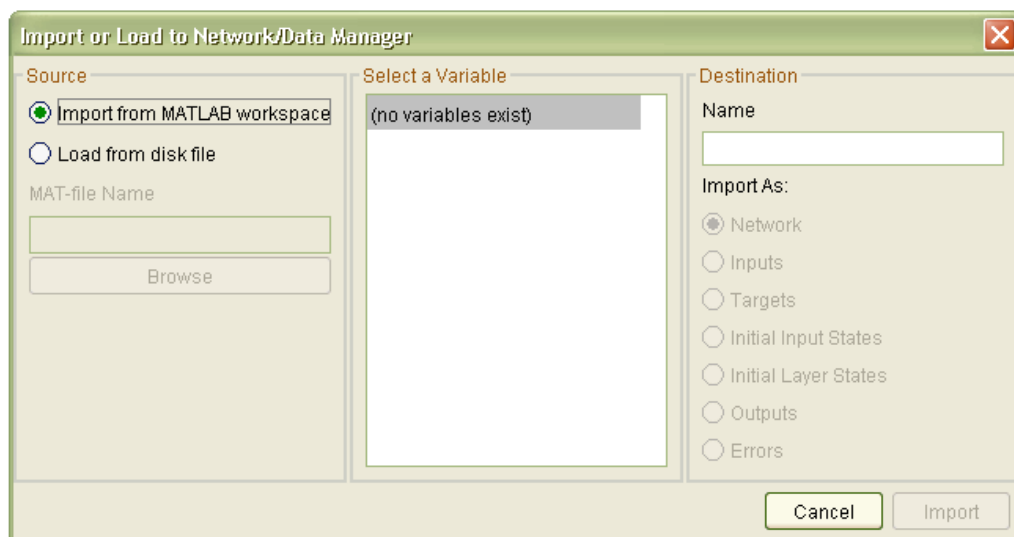 Import or Load to Network/Data Manager
Source
Import from MATLAB workspace
Load from disk file
MAT-file Name
Browse
Select a Variable
(no variables exist)
Destination
Name
Import As:
Network
Inputs
Targets
Initial Input States
Initial Layer States
Outputs
Errors
Cancel
Import